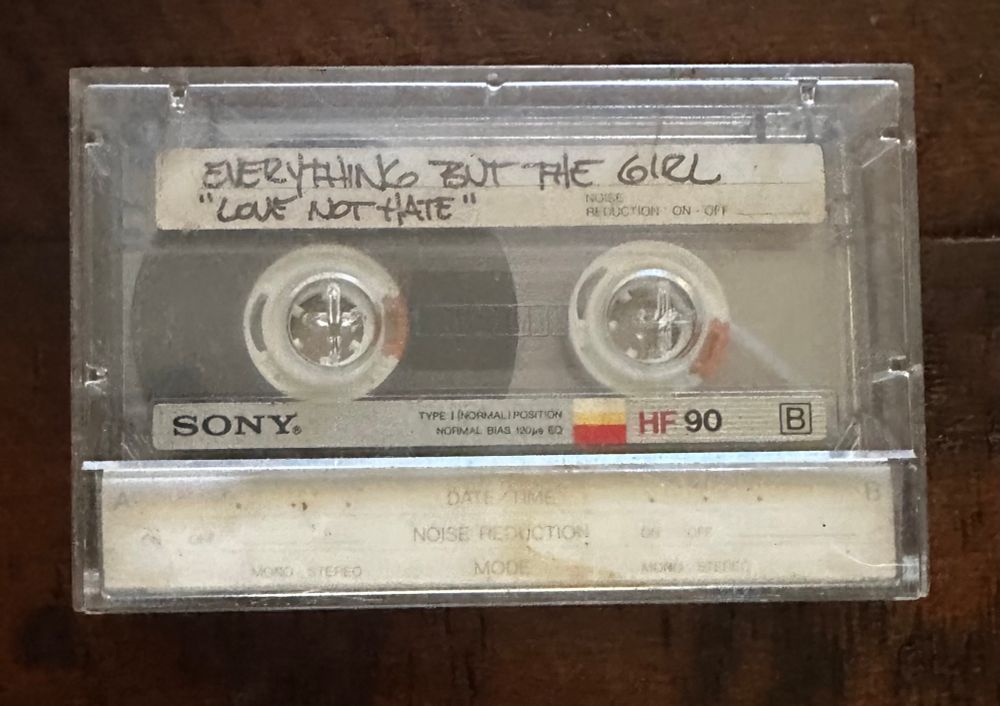 EVERYTHING BUT THE GIRL
"LOVE NOT HATE"
NOISE
REDUCTION · ON · OFF
SONY®
TYPE I (NORMAL) POSITION
NORMAL BIAS 120µs EQ
HF 90
B
A DATE / TIME B
ON OFF NOISE REDUCTION ON OFF
MONO STEREO MODE MONO STEREO